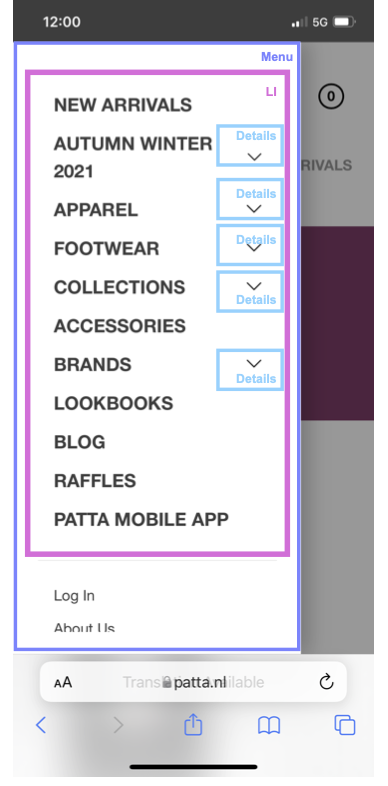 12:00
5G
Menu
LI
NEW ARRIVALS
0
AUTUMN WINTER
2021
Details
RIVALS
Details
APPAREL
FOOTWEAR
Details
COLLECTIONS
Details
ACCESSORIES
BRANDS
Details
LOOKBOOKS
BLOG
RAFFLES
PATTA MOBILE APP
Log In
About Us
AA
patta.nl